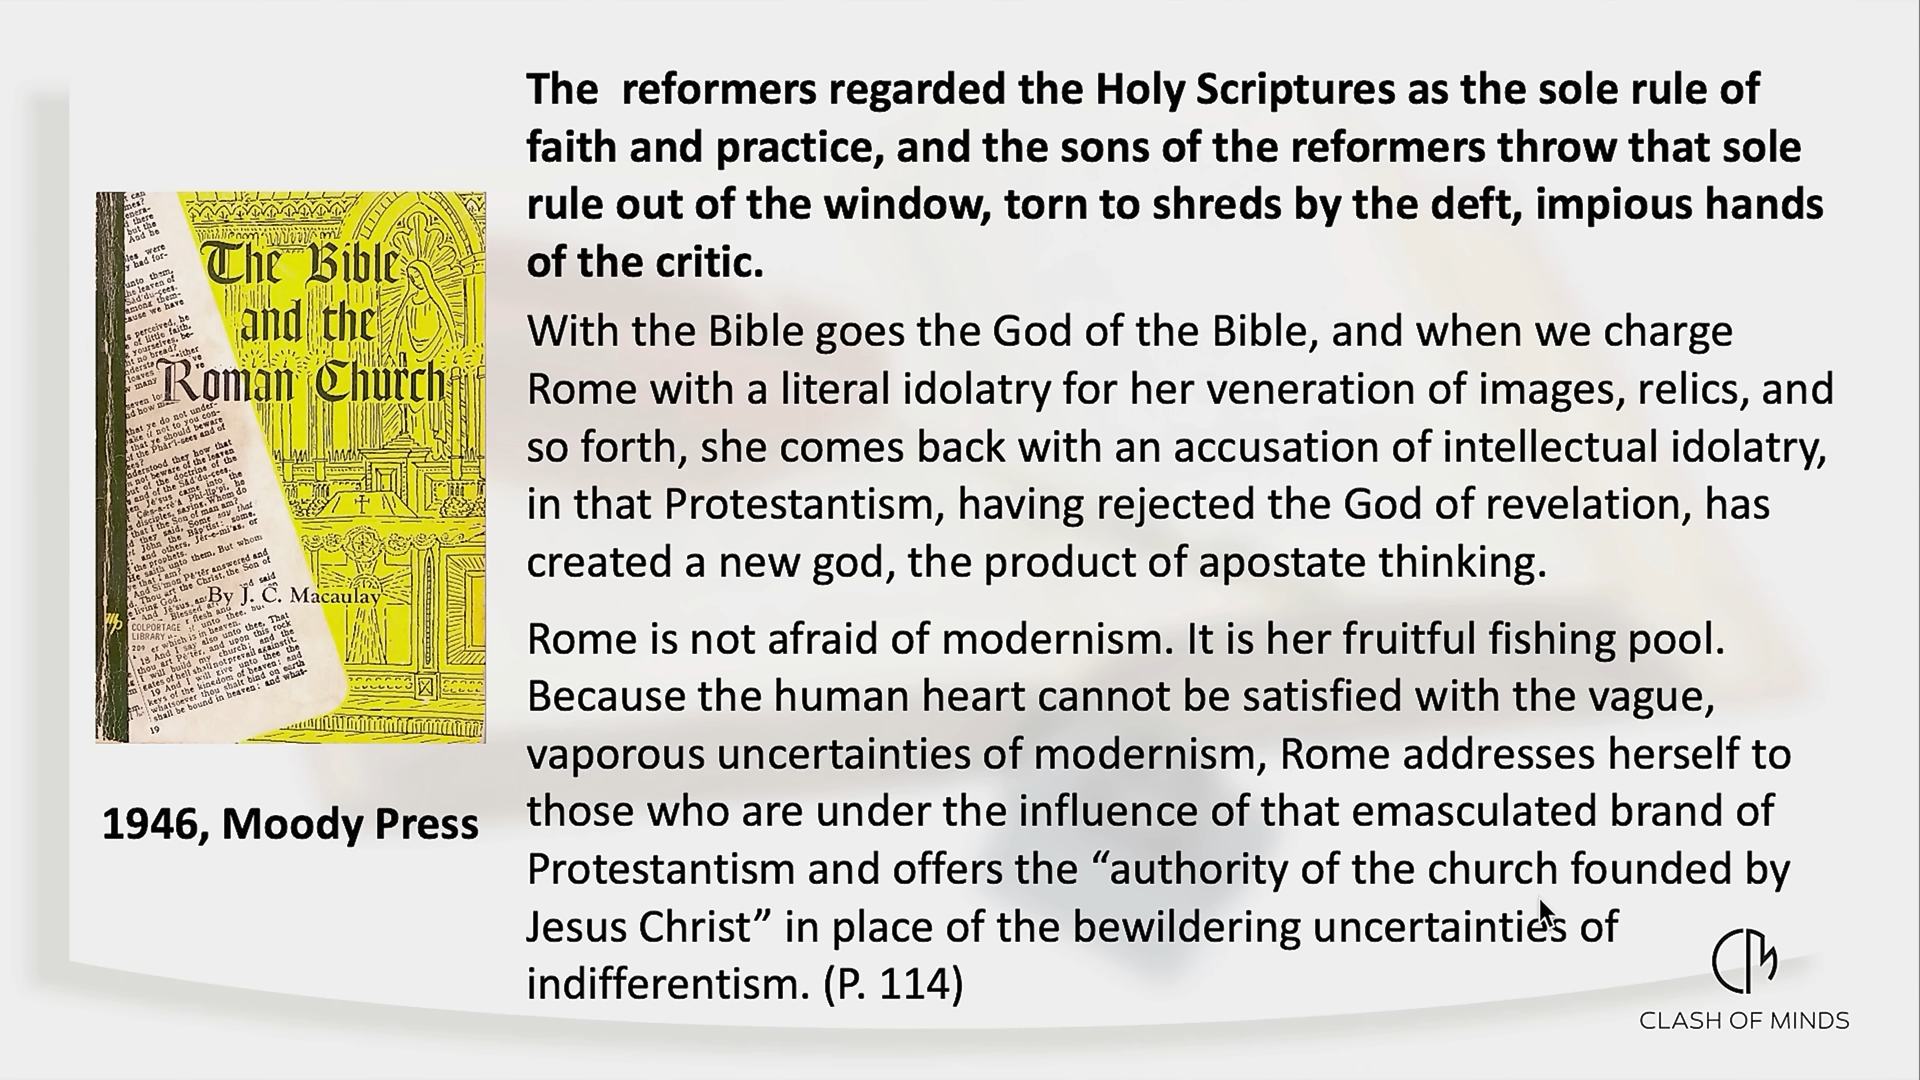 The Bible
and the
Roman Church
By J. C. Macaulay
COLPORTAGE
LIBRARY
209
19
1946, Moody Press
The reformers regarded the Holy Scriptures as the sole rule of
faith and practice, and the sons of the reformers throw that sole
rule out of the window, torn to shreds by the deft, impious hands
of the critic.
With the Bible goes the God of the Bible, and when we charge
Rome with a literal idolatry for her veneration of images, relics, and
so forth, she comes back with an accusation of intellectual idolatry,
in that Protestantism, having rejected the God of revelation, has
created a new god, the product of apostate thinking.
Rome is not afraid of modernism. It is her fruitful fishing pool.
Because the human heart cannot be satisfied with the vague,
vaporous uncertainties of modernism, Rome addresses herself to
those who are under the influence of that emasculated brand of
Protestantism and offers the “authority of the church founded by
Jesus Christ” in place of the bewildering uncertainties of
indifferentism. (P. 114)
CLASH OF MINDS